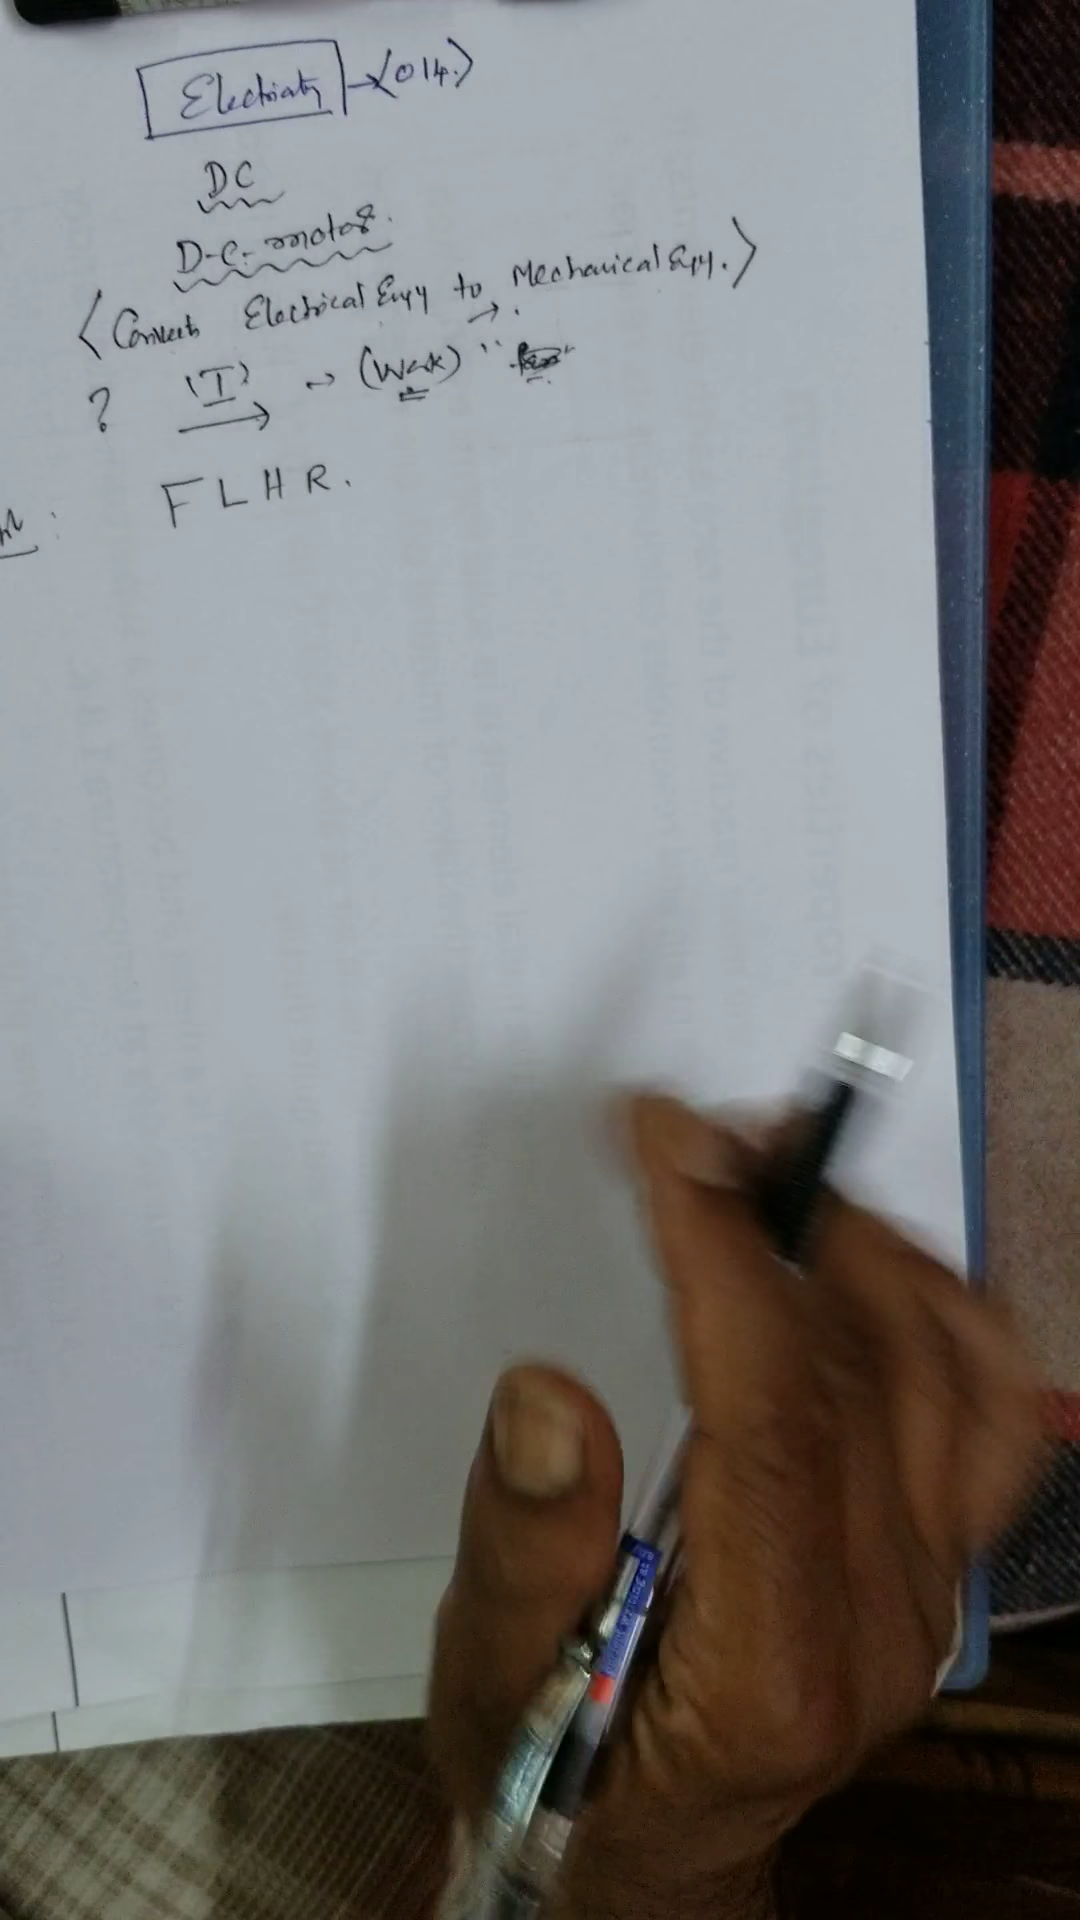 Electricity → <014.>
DC
D-C- motor.
<Converts Electrical Engy to Mechanical Engy.>
? (I) → (Work) "
FLHR.